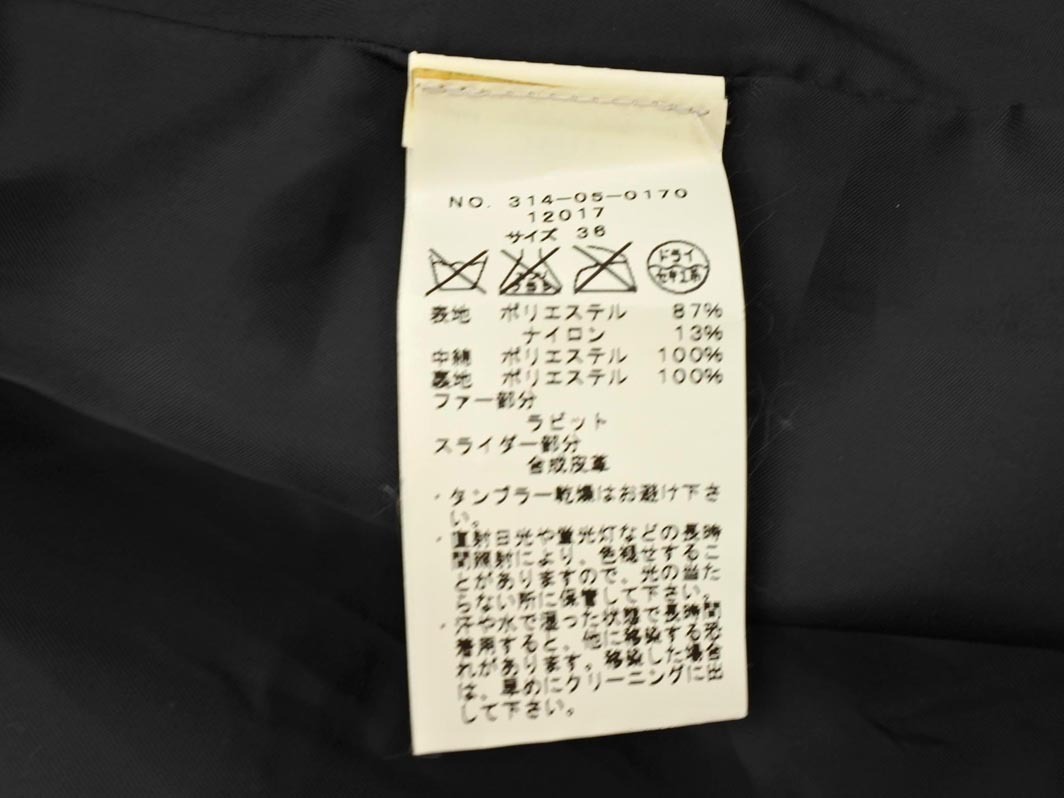 NO. 314-05-0170
12017
サイズ 36
ドライ
セキユ系
表地 ポリエステル 87%
ナイロン 13%
中綿 ポリエステル 100%
裏地 ポリエステル 100%
ファー部分
ラビット
スライダー部分
合成皮革
・タンブラー乾燥はお避け下さ
い。
・直射日光や蛍光灯などの長時
間照射により、色褪せするこ
とがありますので、光の当た
らない所に保管して下さい。
・汗や水で湿った状態で長時間
着用すると、他に移染する恐
れがあります。移染した場合
は、早めにクリーニングに出
して下さい。